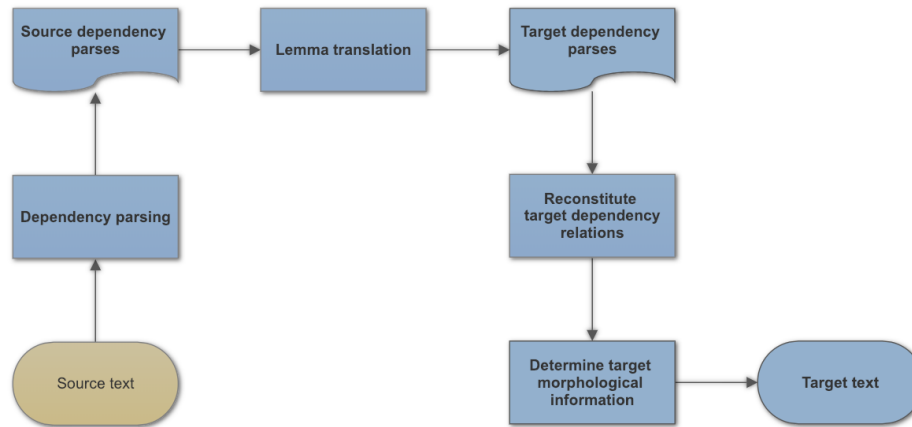 Source dependency
parses
Lemma translation
Target dependency
parses
Dependency parsing
Reconstitute
target dependency
relations
Source text
Determine target
morphological
information
Target text